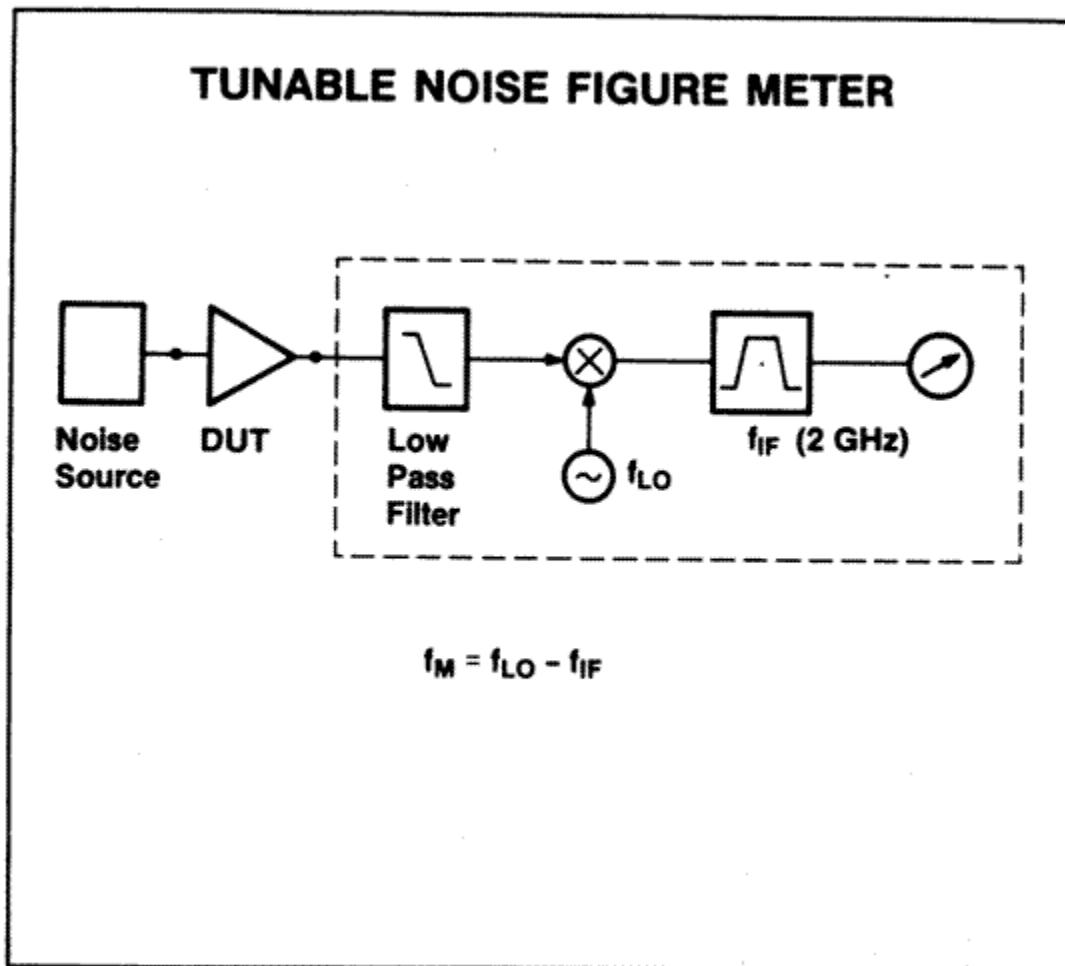 TUNABLE NOISE FIGURE METER
Noise
Source
DUT
Low
Pass
Filter
fLO
fIF (2 GHz)
fM = fLO – fIF